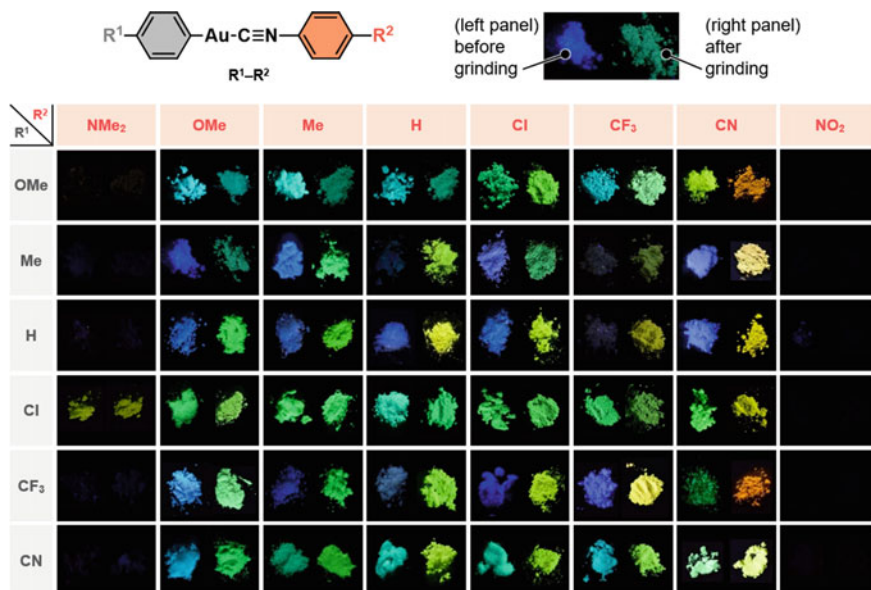 R¹ Au-C≡N R²
R¹–R²
(left panel)
before
grinding
(right panel)
after
grinding
R² R¹ NMe₂ OMe Me H Cl CF₃ CN NO₂
OMe
Me
H
Cl
CF₃
CN